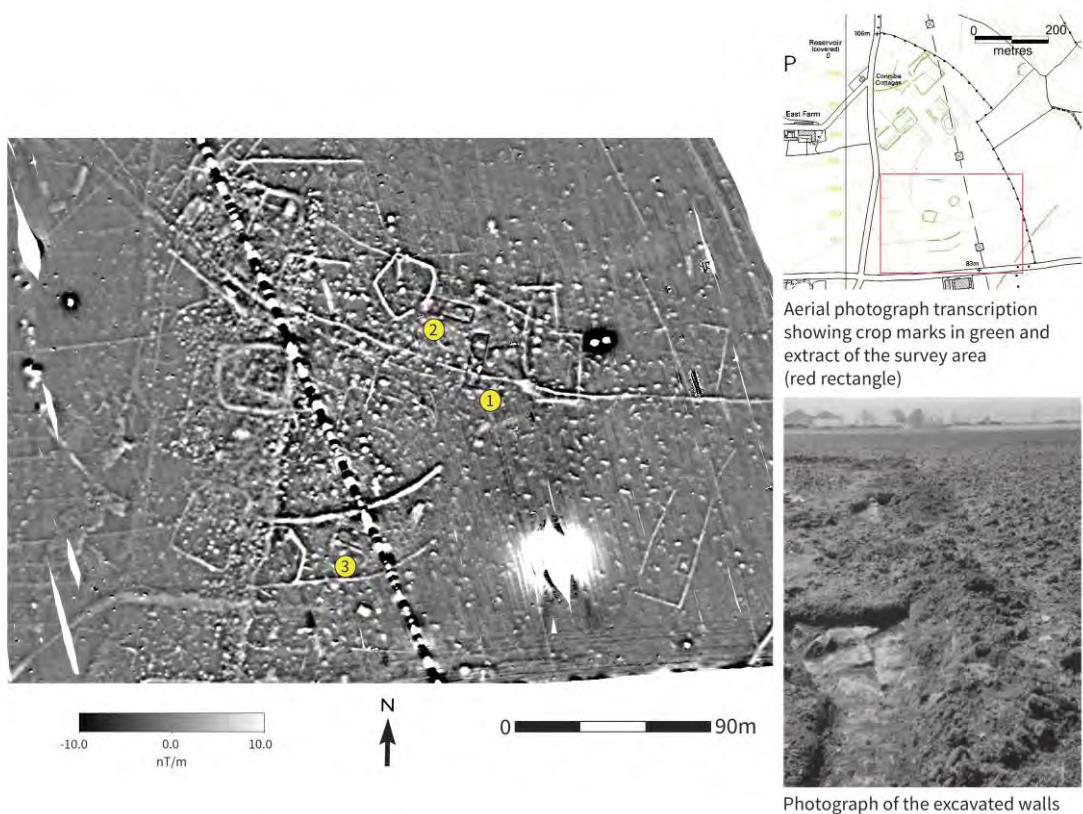 2
1
3
-10.0 0.0 10.0
nT/m
N
0 90m
0 200
metres
P
106m
Reservoir
(covered)
Coombe
Cottages
East Farm
83m
Aerial photograph transcription
showing crop marks in green and
extract of the survey area
(red rectangle)
Photograph of the excavated walls